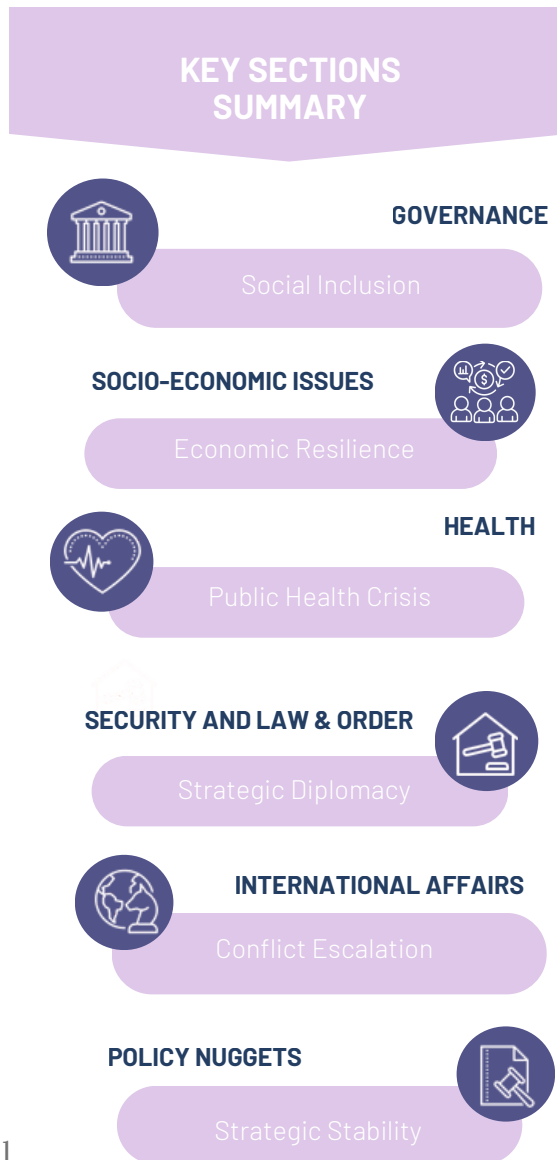 KEY SECTIONS
SUMMARY
GOVERNANCE
Social Inclusion
SOCIO-ECONOMIC ISSUES
Economic Resilience
HEALTH
Public Health Crisis
SECURITY AND LAW & ORDER
Strategic Diplomacy
INTERNATIONAL AFFAIRS
Conflict Escalation
POLICY NUGGETS
Strategic Stability
1